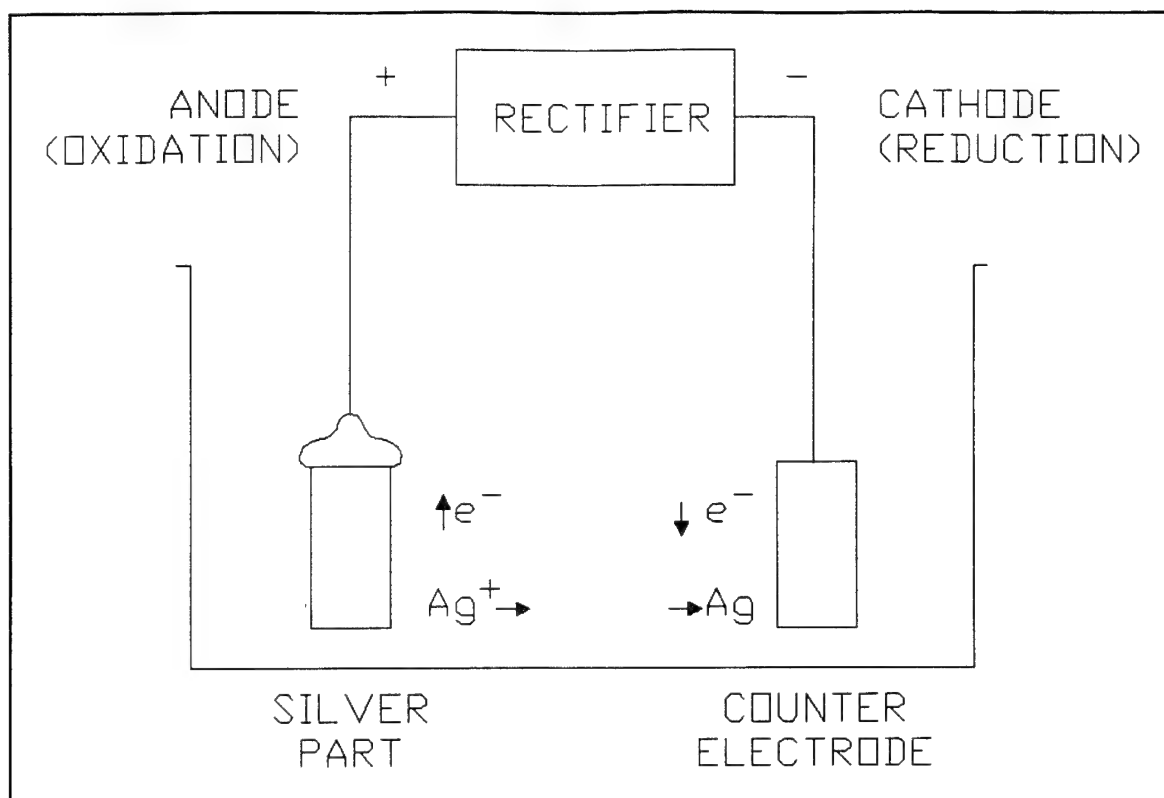 +
−
ANODE
(OXIDATION)
RECTIFIER
CATHODE
(REDUCTION)
e−
e−
Ag+
Ag
SILVER
PART
COUNTER
ELECTRODE